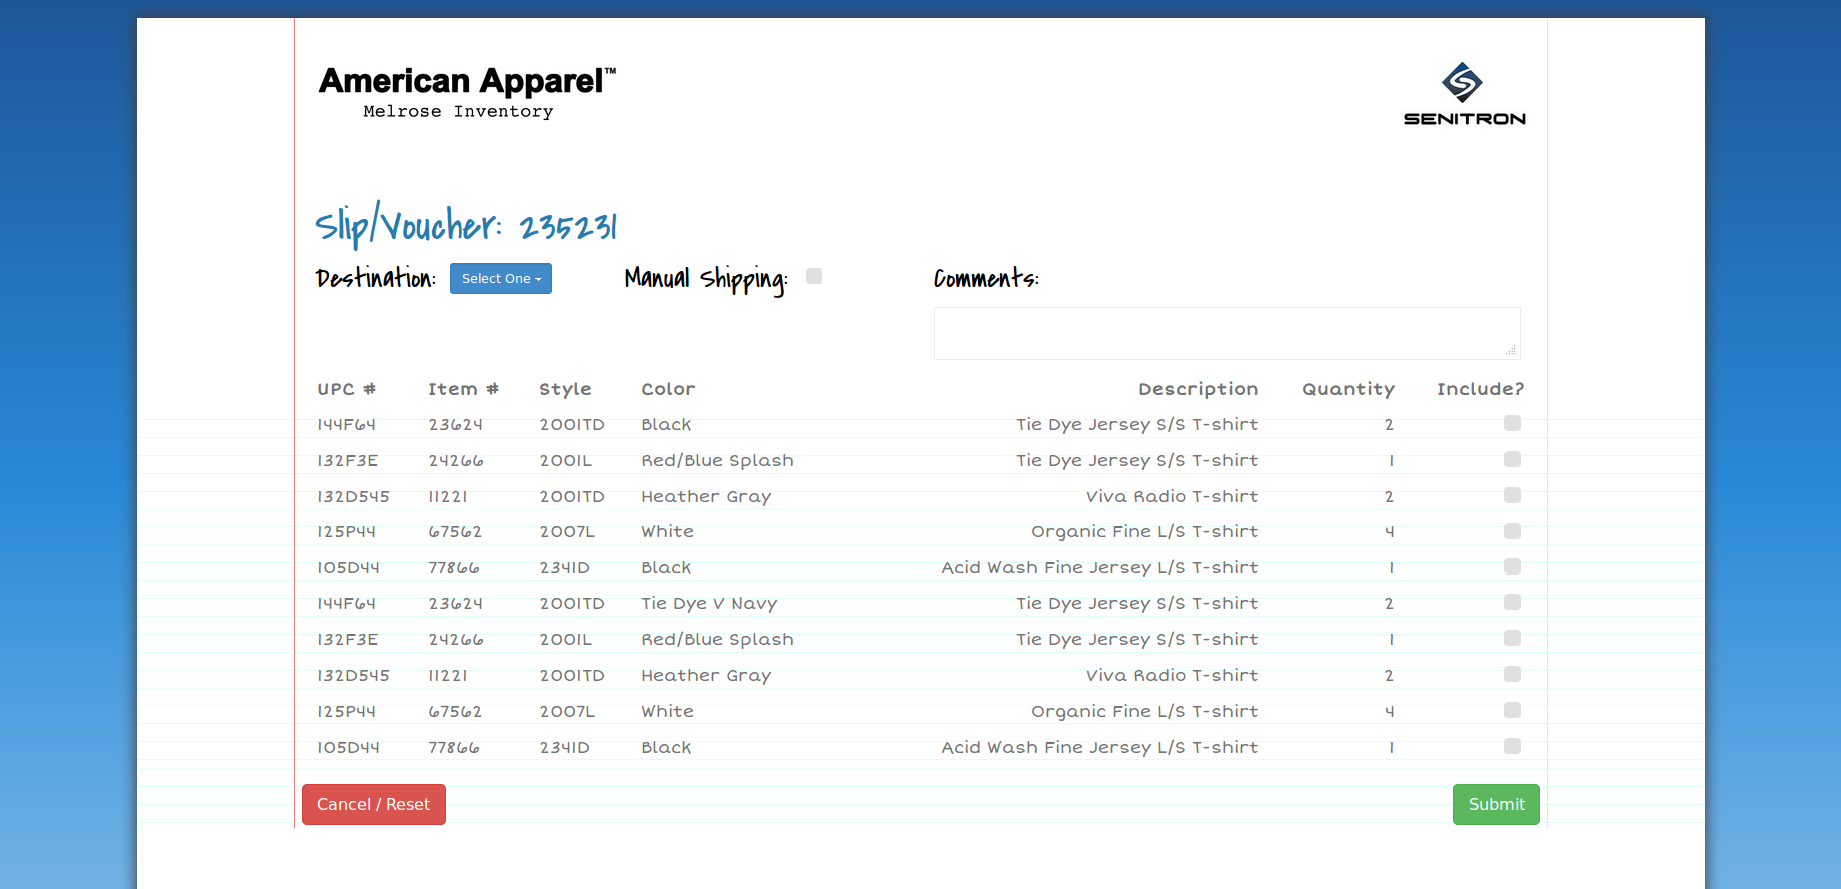 American Apparel™
Melrose Inventory
SENITRON
Slip/Voucher: 235231
Destination: Select One Manual Shipping: Comments:
UPC # Item # Style Color Description Quantity Include?
144F64 23624 2001TD Black Tie Dye Jersey S/S T-shirt 2
132F3E 24266 2001L Red/Blue Splash Tie Dye Jersey S/S T-shirt 1
132D545 11221 2001TD Heather Gray Viva Radio T-shirt 2
125P44 67562 2007L White Organic Fine L/S T-shirt 4
105D44 77866 2341D Black Acid Wash Fine Jersey L/S T-shirt 1
144F64 23624 2001TD Tie Dye V Navy Tie Dye Jersey S/S T-shirt 2
132F3E 24266 2001L Red/Blue Splash Tie Dye Jersey S/S T-shirt 1
132D545 11221 2001TD Heather Gray Viva Radio T-shirt 2
125P44 67562 2007L White Organic Fine L/S T-shirt 4
105D44 77866 2341D Black Acid Wash Fine Jersey L/S T-shirt 1
Cancel / Reset Submit